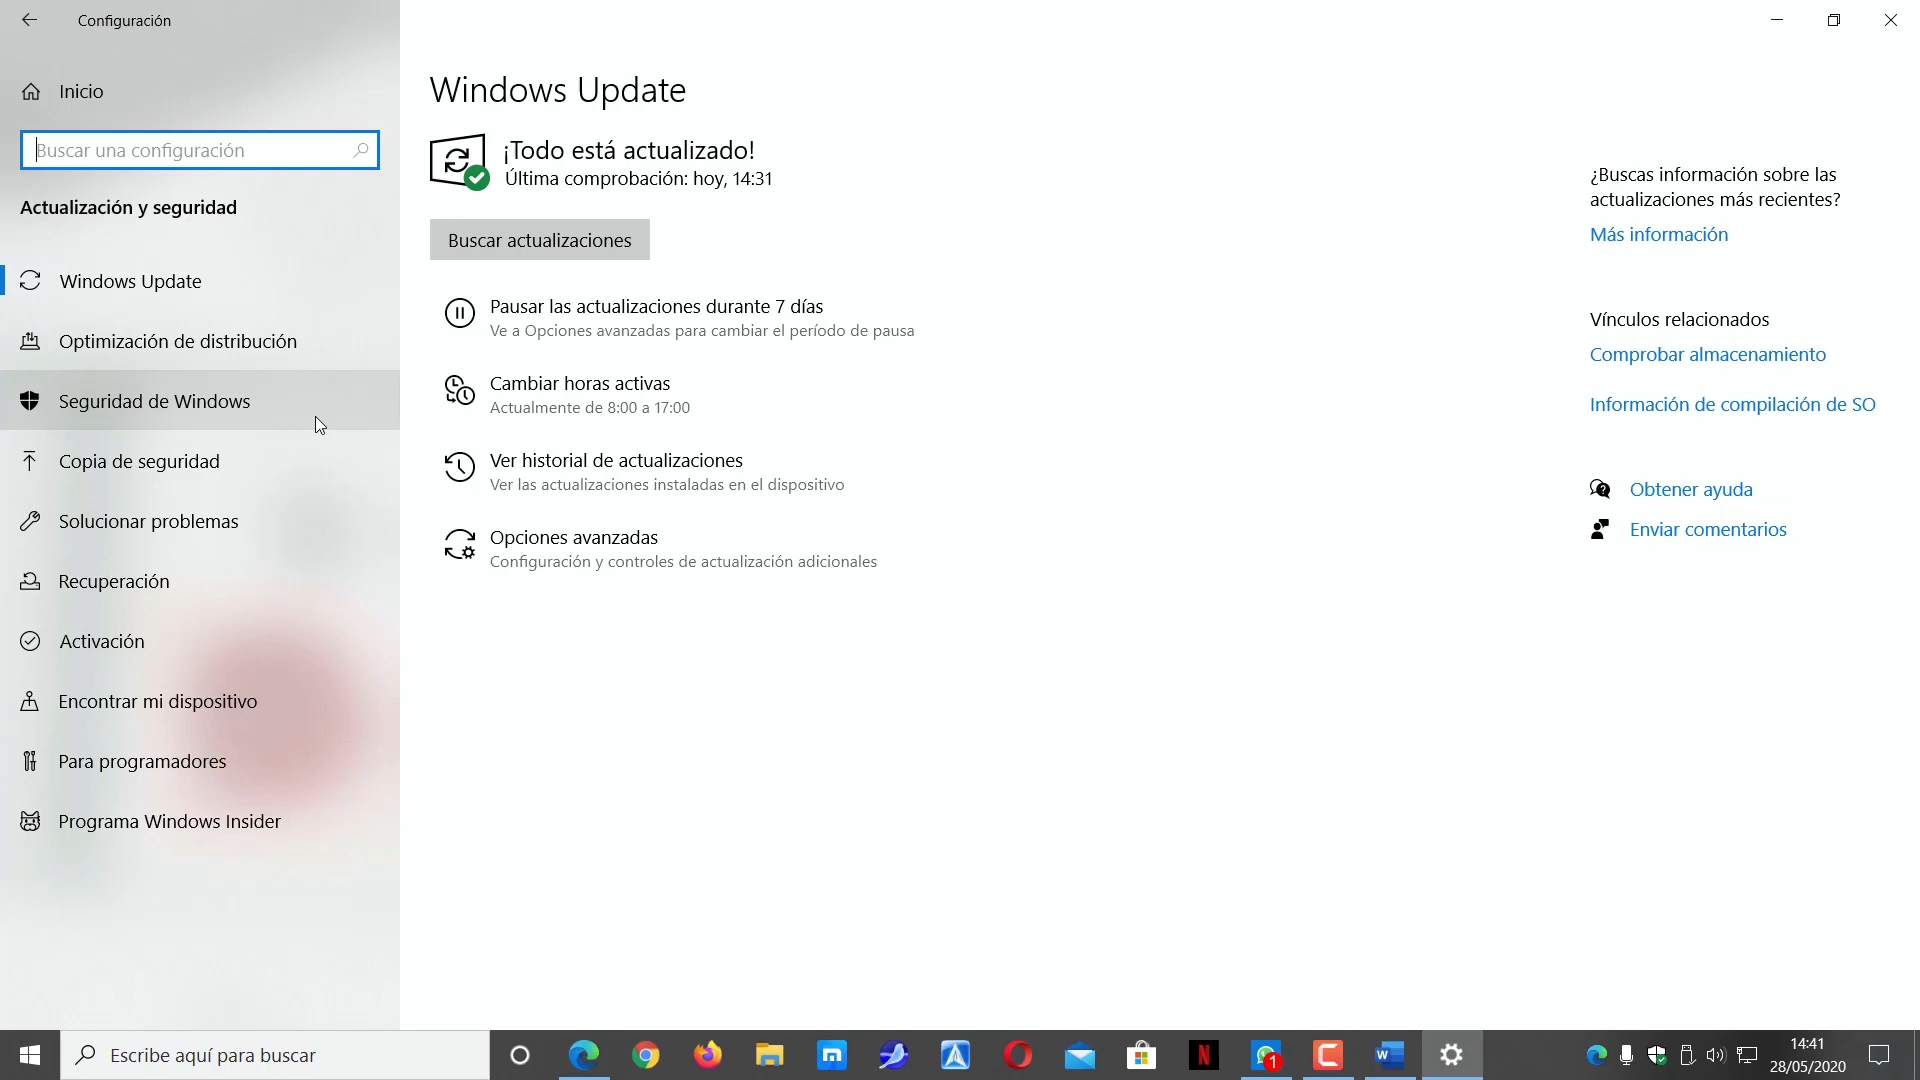 Configuración
Inicio
Buscar una configuración
Actualización y seguridad
Windows Update
Optimización de distribución
Seguridad de Windows
Copia de seguridad
Solucionar problemas
Recuperación
Activación
Encontrar mi dispositivo
Para programadores
Programa Windows Insider
Windows Update
¡Todo está actualizado!
Última comprobación: hoy, 14:31
Buscar actualizaciones
Pausar las actualizaciones durante 7 días
Ve a Opciones avanzadas para cambiar el período de pausa
Cambiar horas activas
Actualmente de 8:00 a 17:00
Ver historial de actualizaciones
Ver las actualizaciones instaladas en el dispositivo
Opciones avanzadas
Configuración y controles de actualización adicionales
¿Buscas información sobre las
actualizaciones más recientes?
Más información
Vínculos relacionados
Comprobar almacenamiento
Información de compilación de SO
Obtener ayuda
Enviar comentarios
Escribe aquí para buscar
1
14:41
28/05/2020